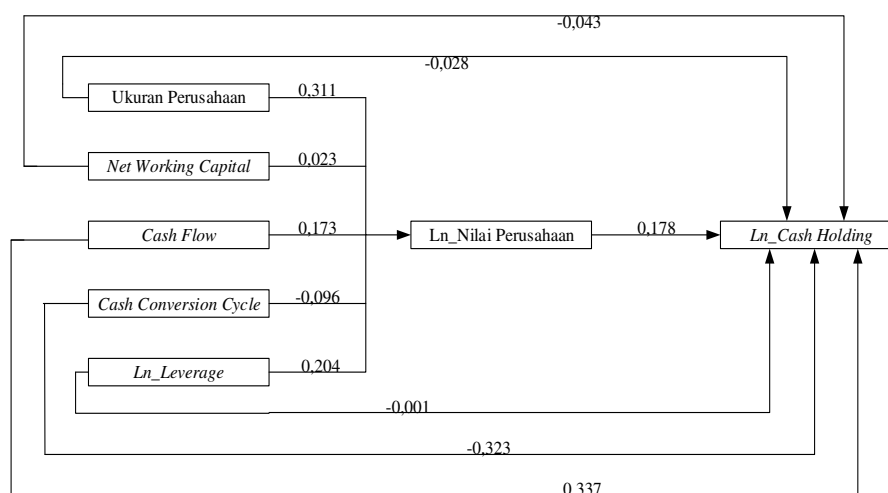 -0,043
-0,028
Ukuran Perusahaan 0,311
Net Working Capital 0,023
Cash Flow 0,173 Ln_Nilai Perusahaan 0,178 Ln_Cash Holding
Cash Conversion Cycle -0,096
Ln_Leverage 0,204
-0,001
-0,323
0,337